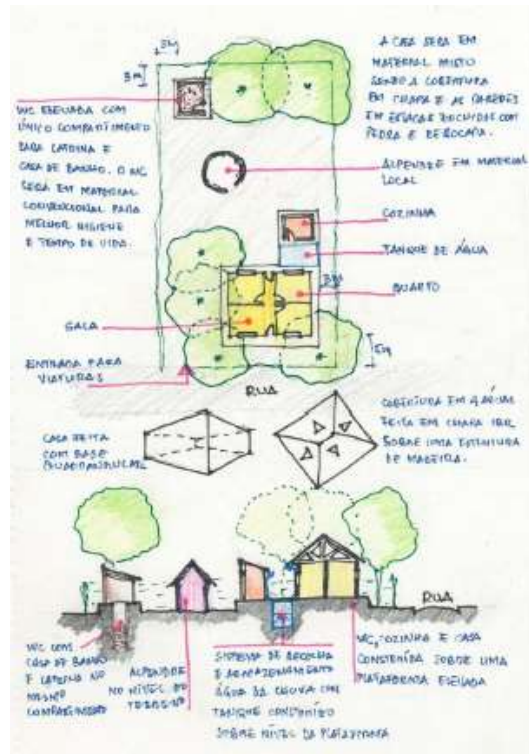 3m
3m
A CASA SERÁ EM
MATERIAL MISTO
SENDO A COBERTURA
EM CHAPA E AS PAREDES
EM ESTACAS COM
PEDRA E
WC ELEVADA COM
ÚNICO COMPARTIMENTO
PARA LATRINA E
CASA DE BANHO. O WC
SERÁ EM MATERIAL
CONVENCIONAL PARA
MELHOR HIGIENE
E TEMPO DE VIDA.
ALPENDRE EM MATERIAL
LOCAL
COZINHA
TANQUE DE ÁGUA
3m
QUARTO
SALA
5m
ENTRADA PARA
VIATURAS
RUA
CASA FEITA
COM BASE
QUADRANGULAR
COBERTURA EM 4 ÁGUAS
FEITA EM CHAPA IBR
SOBRE UMA ESTRUTURA
DE MADEIRA.
RUA
WC COM
CASA DE BANHO
E LATRINA NO
MESMO
COMPARTIMENTO
ALPENDRE
NO NÍVEL DO
TERRENO
SISTEMA DE RECOLHA
E ARMAZENAMENTO
ÁGUA DA CHUVA COM
TANQUE CONSTRUÍDO
SOBRE NÍVEL DA PLATAFORMA
WC, COZINHA E CASA
CONSTRUÍDA SOBRE UMA
PLATAFORMA ELEVADA